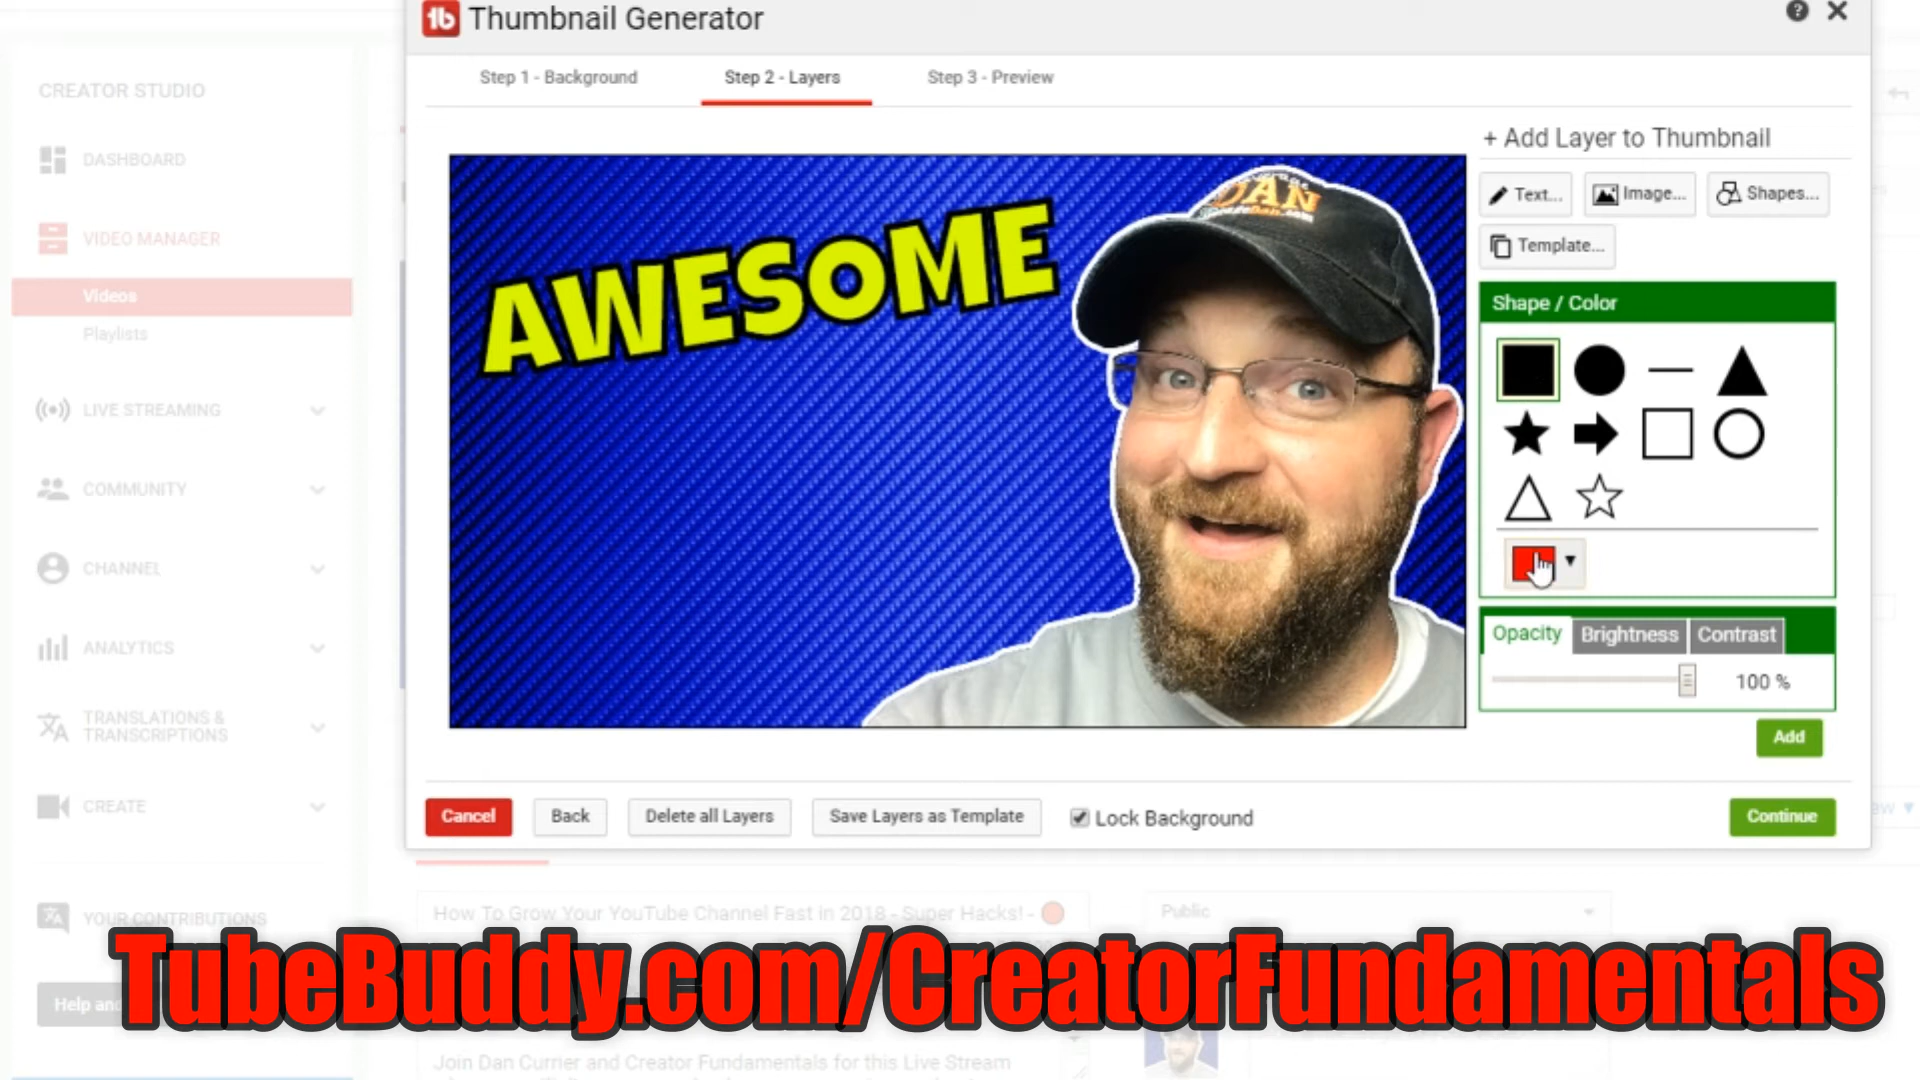 Thumbnail Generator
Step 1 - Background
Step 2 - Layers
Step 3 - Preview
CREATOR STUDIO
DASHBOARD
VIDEO MANAGER
Videos
Playlists
LIVE STREAMING
COMMUNITY
CHANNEL
ANALYTICS
TRANSLATIONS &
TRANSCRIPTIONS
CREATE
YOUR CONTRIBUTIONS
Help and
AWESOME
DAN
+ Add Layer to Thumbnail
Text...
Image...
Shapes...
Template...
Shape / Color
Opacity
Brightness
Contrast
100 %
Add
Cancel
Back
Delete all Layers
Save Layers as Template
Lock Background
Continue
How To Grow Your YouTube Channel Fast in 2018 - Super Hacks! -
Public
TubeBuddy.com/CreatorFundamentals
Join Dan Currier and Creator Fundamentals for this Live Stream